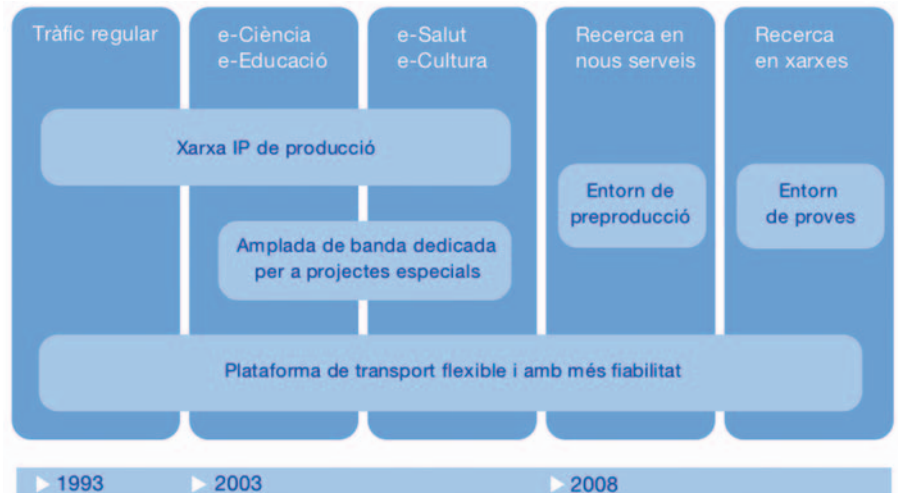 Tràfic regular
e-Ciència
e-Educació
e-Salut
e-Cultura
Recerca en
nous serveis
Recerca
en xarxes
Xarxa IP de producció
Entorn de
preproducció
Entorn
de proves
Amplada de banda dedicada
per a projectes especials
Plataforma de transport flexible i amb més fiabilitat
1993
2003
2008